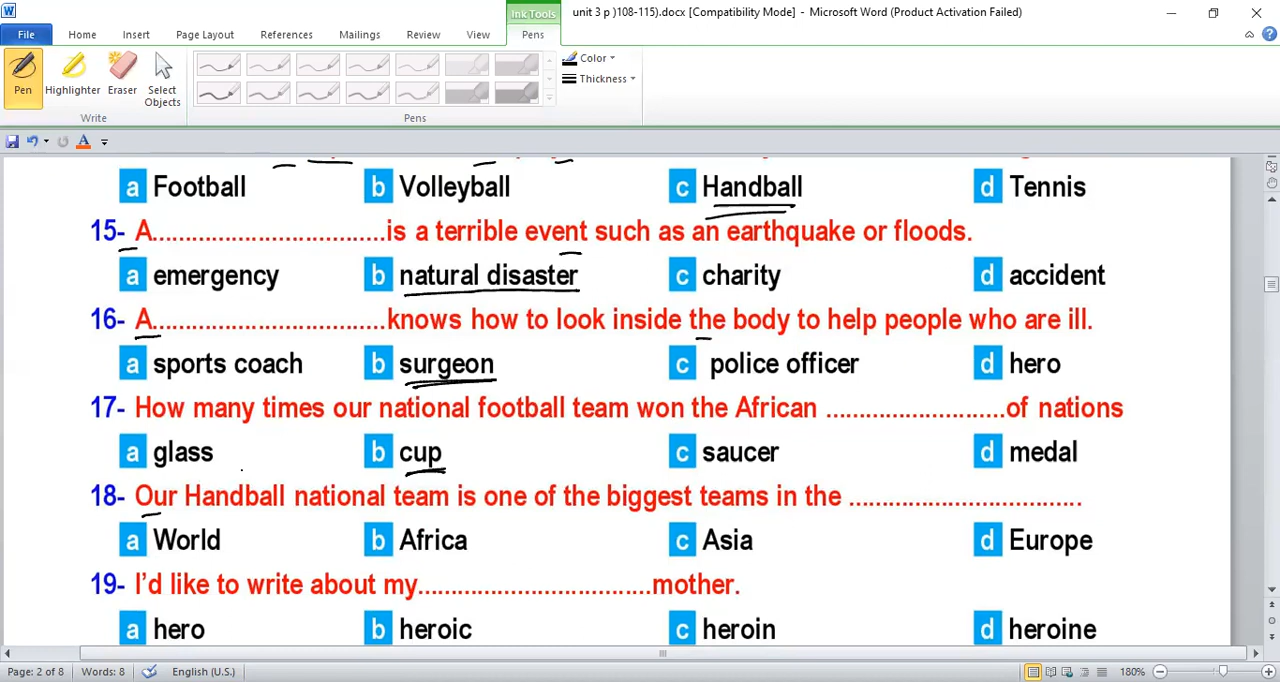 Ink Tools
unit 3 p )108-115).docx [Compatibility Mode] - Microsoft Word (Product Activation Failed)
File Home Insert Page Layout References Mailings Review View Pens
Pen Highlighter Eraser Select Objects
Color
Thickness
Write Pens
a Football b Volleyball c Handball d Tennis
15- A.................................is a terrible event such as an earthquake or floods.
a emergency b natural disaster c charity d accident
16- A.................................knows how to look inside the body to help people who are ill.
a sports coach b surgeon c police officer d hero
17- How many times our national football team won the African .........................of nations
a glass b cup c saucer d medal
18- Our Handball national team is one of the biggest teams in the .................................
a World b Africa c Asia d Europe
19- I'd like to write about my.................................mother.
a hero b heroic c heroin d heroine
Page: 2 of 8 Words: 8 English (U.S.) 180%